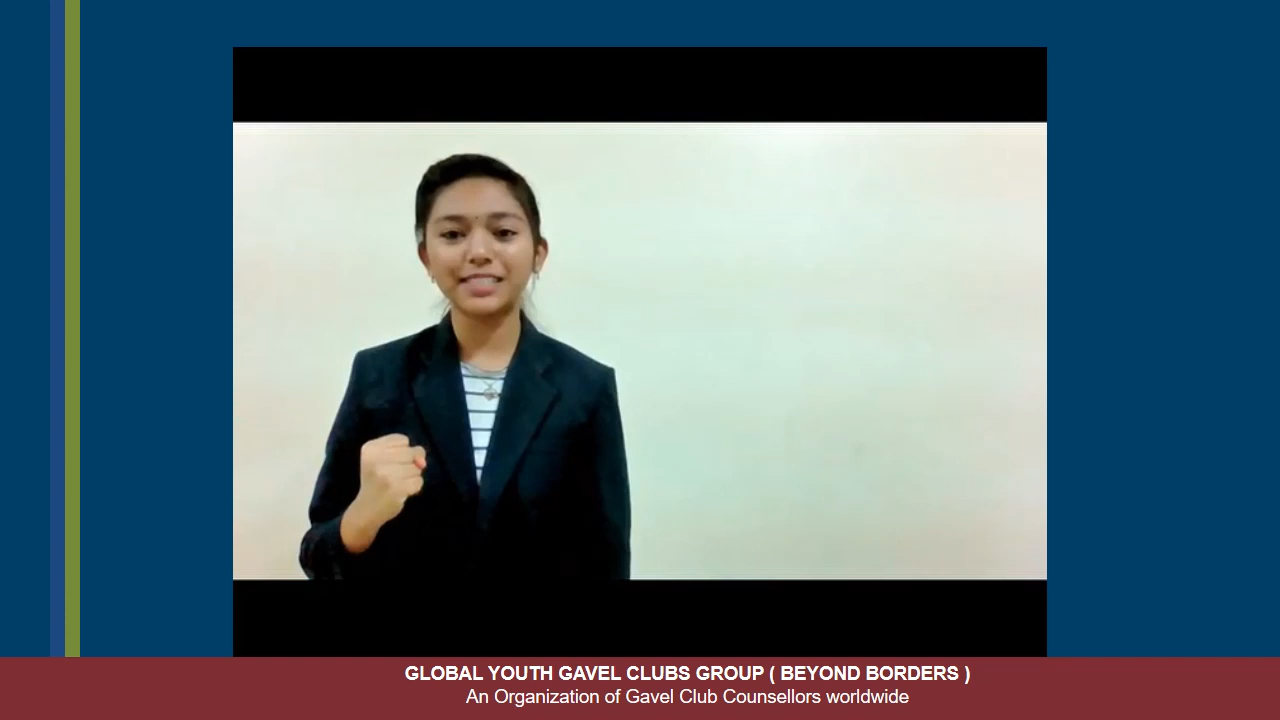 GLOBAL YOUTH GAVEL CLUBS GROUP ( BEYOND BORDERS )
An Organization of Gavel Club Counsellors worldwide